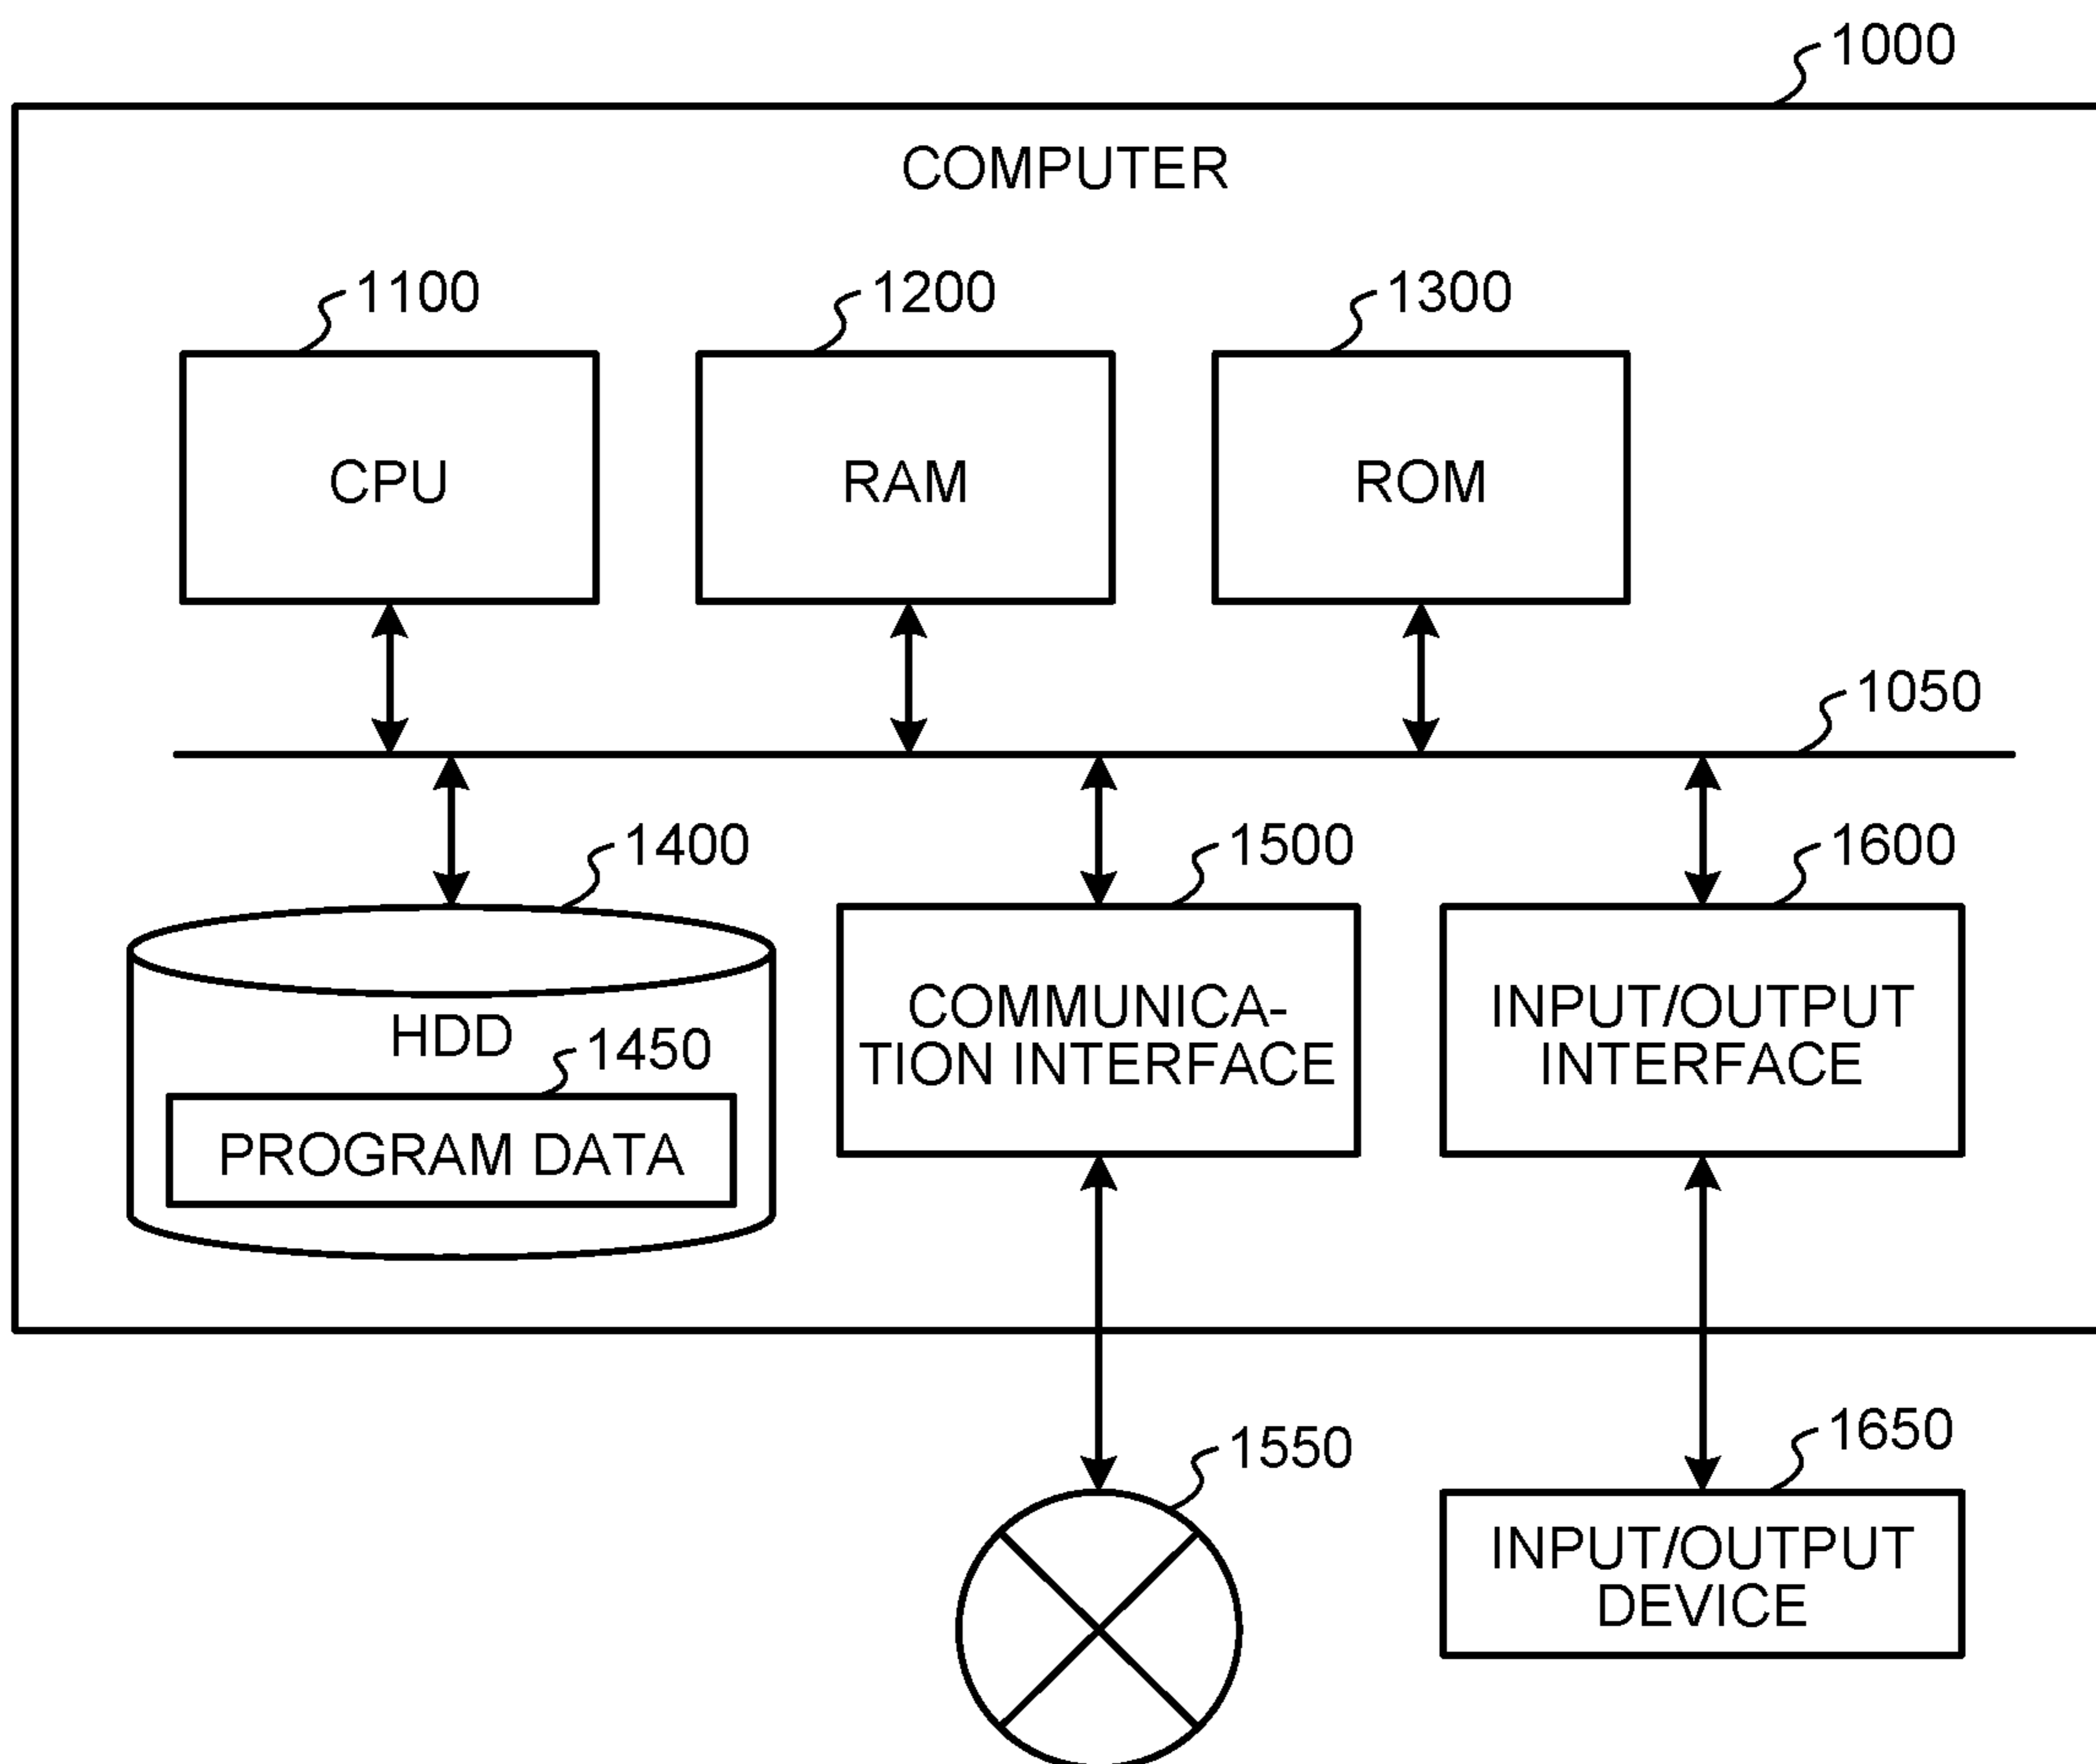 1000
COMPUTER
1100
1200
1300
CPU
RAM
ROM
1050
1400
1500
1600
HDD
1450
PROGRAM DATA
COMMUNICA-
TION INTERFACE
INPUT/OUTPUT
INTERFACE
1550
1650
INPUT/OUTPUT
DEVICE